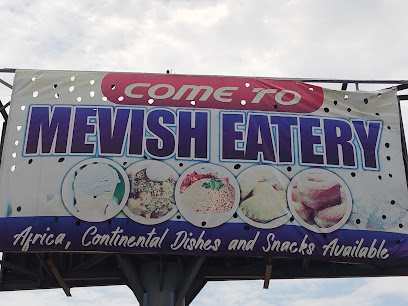 COME TO
MEVISH EATERY
Africa, Continental Dishes and Snacks Available